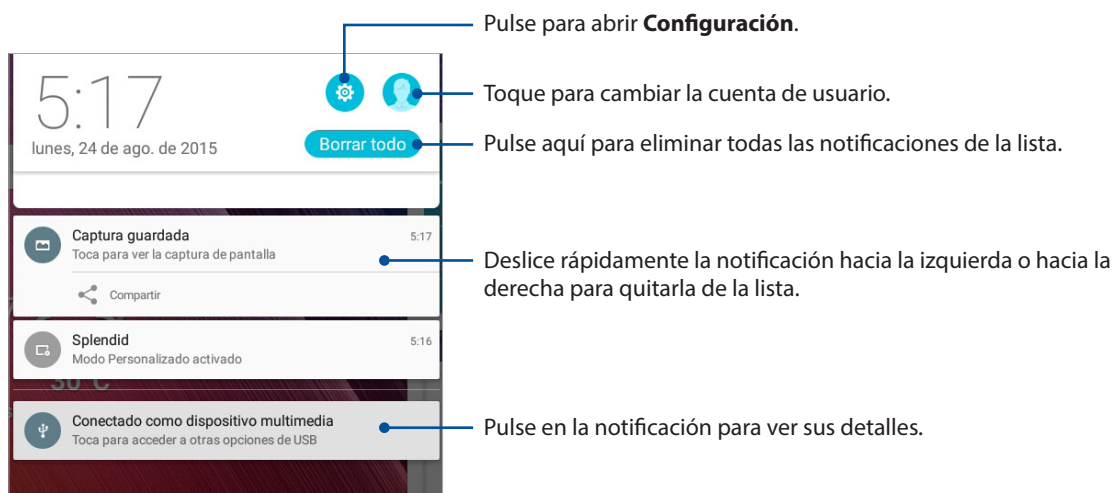 Pulse para abrir Configuración.
5:17
lunes, 24 de ago. de 2015
Toque para cambiar la cuenta de usuario.
Borrar todo
Pulse aquí para eliminar todas las notificaciones de la lista.
Captura guardada
5:17
Toca para ver la captura de pantalla
Compartir
Deslice rápidamente la notificación hacia la izquierda o hacia la
derecha para quitarla de la lista.
Splendid
5:16
Modo Personalizado activado
30°C
Conectado como dispositivo multimedia
Toca para acceder a otras opciones de USB
Pulse en la notificación para ver sus detalles.